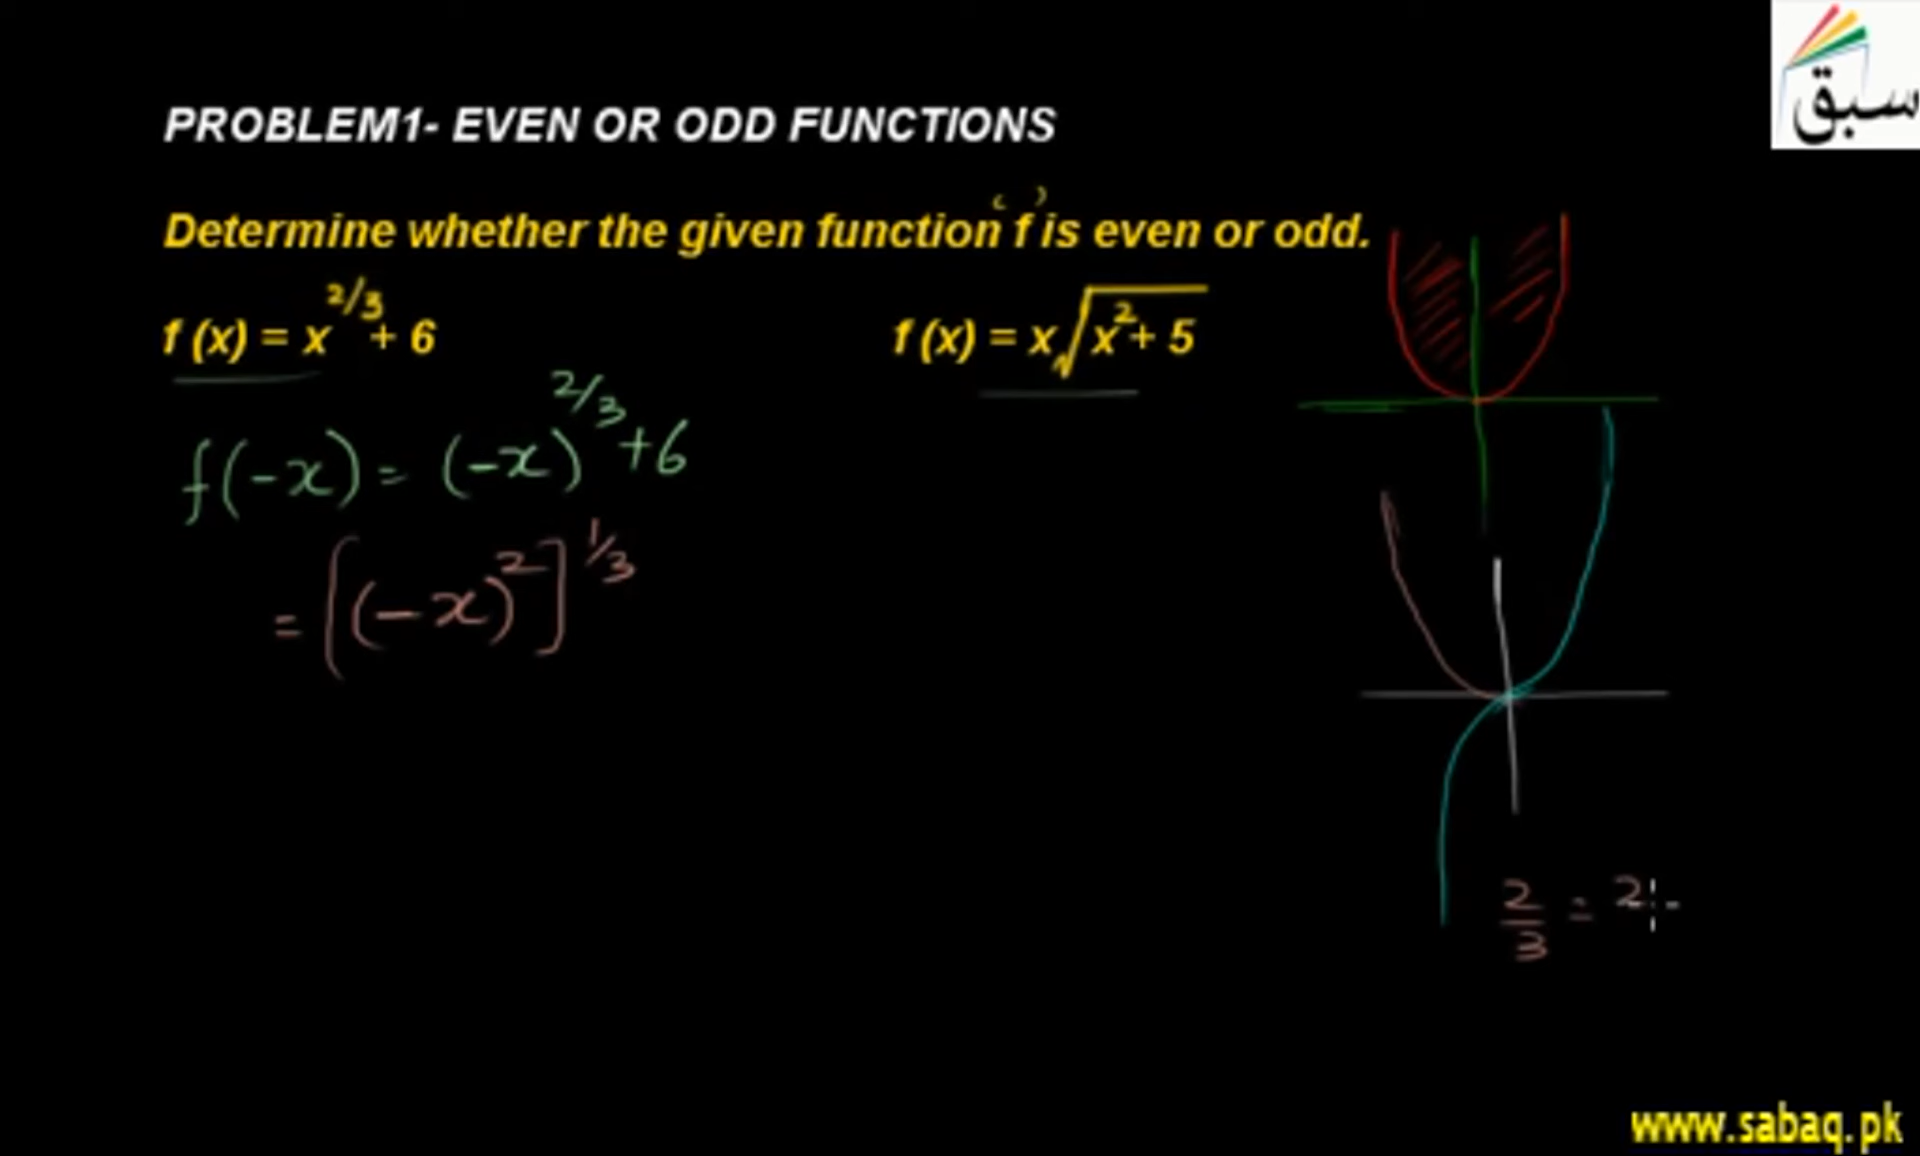 سبق
PROBLEM1- EVEN OR ODD FUNCTIONS
Determine whether the given function ‘f’ is even or odd.
f (x) = x^2/3 + 6
f (x) = x√(x^2 + 5)
f(-x) = (-x)^2/3 + 6
= [(-x)^2]^1/3
2/3 = 2·
www.sabaq.pk